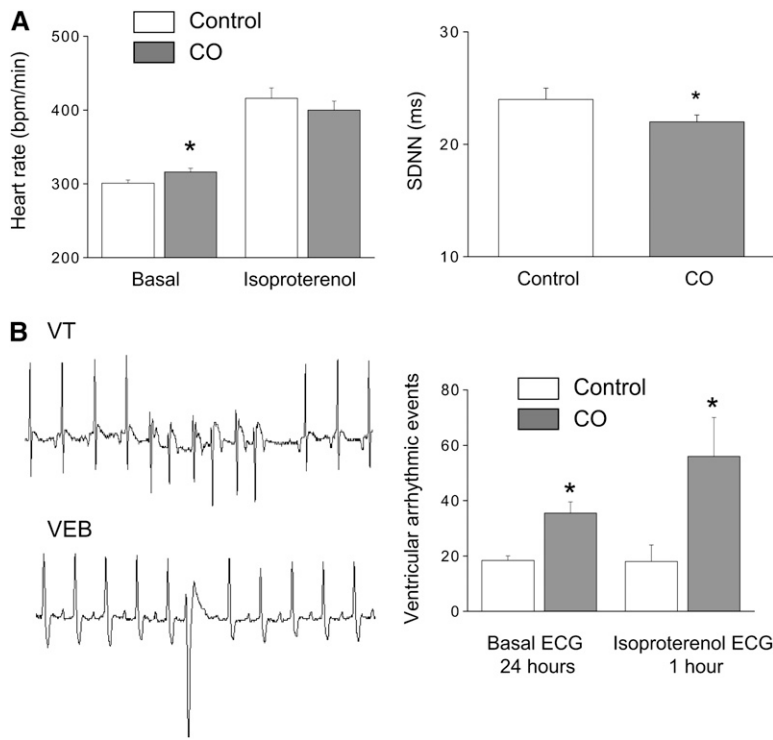 A
Control
CO
Heart rate (bpm/min)
500
400
300
200
*
Basal
Isoproterenol
SDNN (ms)
30
20
10
*
Control
CO
B
VT
VEB
Control
CO
Ventricular arrhythmic events
80
60
40
20
0
*
*
Basal ECG
24 hours
Isoproterenol ECG
1 hour